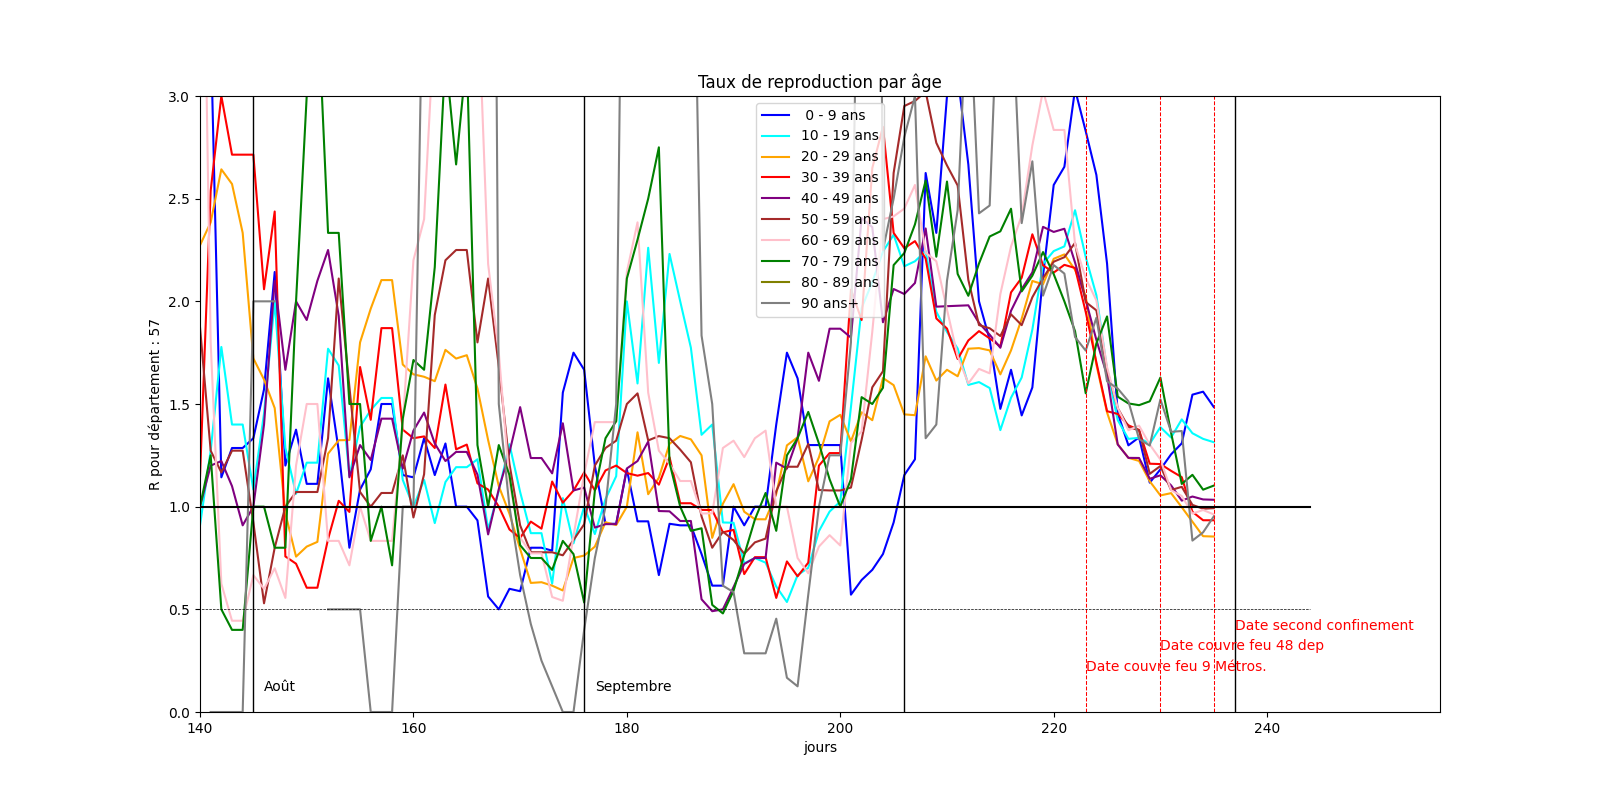 Taux de reproduction par âge
R pour département : 57
3.0
2.5
2.0
1.5
1.0
0.5
0.0
0 - 9 ans
10 - 19 ans
20 - 29 ans
30 - 39 ans
40 - 49 ans
50 - 59 ans
60 - 69 ans
70 - 79 ans
80 - 89 ans
90 ans+
Date second confinement
Date couvre feu 48 dep
Date couvre feu 9 Métros.
Août
Septembre
140
160
180
200
220
240
jours